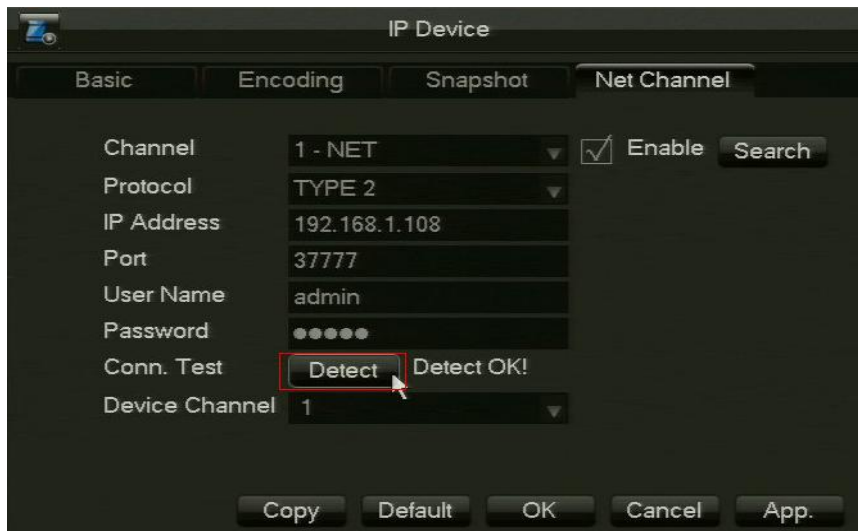 IP Device
Basic Encoding Snapshot Net Channel
Channel 1 - NET Enable Search
Protocol TYPE 2
IP Address 192.168.1.108
Port 37777
User Name admin
Password ●●●●●
Conn. Test Detect Detect OK!
Device Channel 1
Copy Default OK Cancel App.